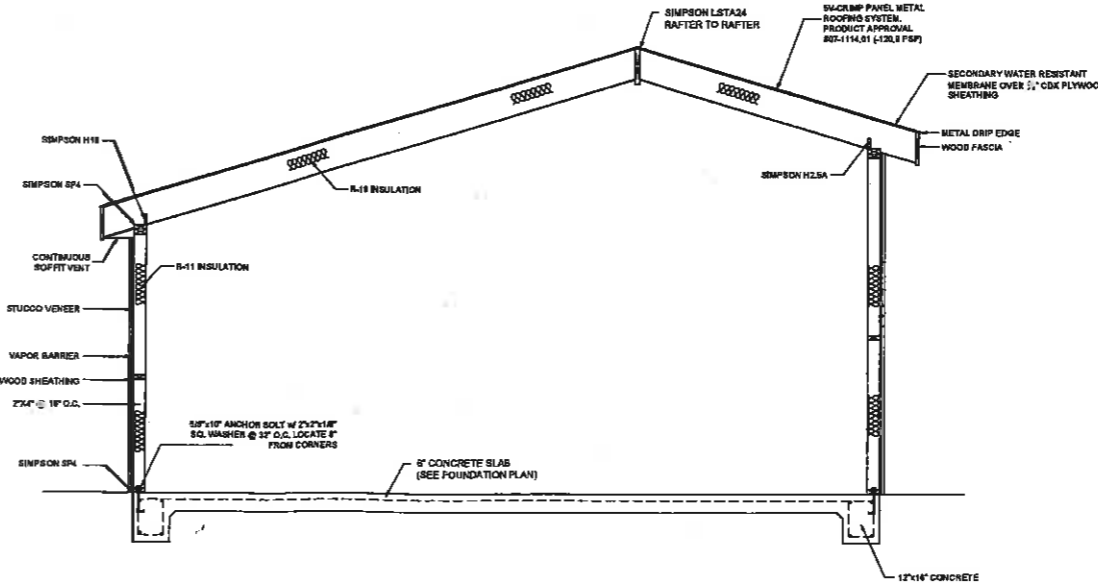 SIMPSON LSTA24
RAFTER TO RAFTER
5V-CRIMP PANEL METAL
ROOFING SYSTEM.
PRODUCT APPROVAL
SECONDARY WATER RESISTANT
MEMBRANE OVER CDX PLYWOO
SHEATHING
METAL DRIP EDGE
WOOD FASCIA
SIMPSON H2.5A
SIMPSON
SIMPSON SP4
R-19 INSULATION
CONTINUOUS
SOFFIT VENT
R-11 INSULATION
STUCCO VENEER
VAPOR BARRIER
WOOD SHEATHING
2"X4" @ 16" O.C.
5/8"x10" ANCHOR BOLT W/ 2"x2"x1/8"
SQ. WASHER @ 32" O.C. LOCATE 8"
FROM CORNERS
SIMPSON SP4
6" CONCRETE SLAB
(SEE FOUNDATION PLAN)
12"x16" CONCRETE